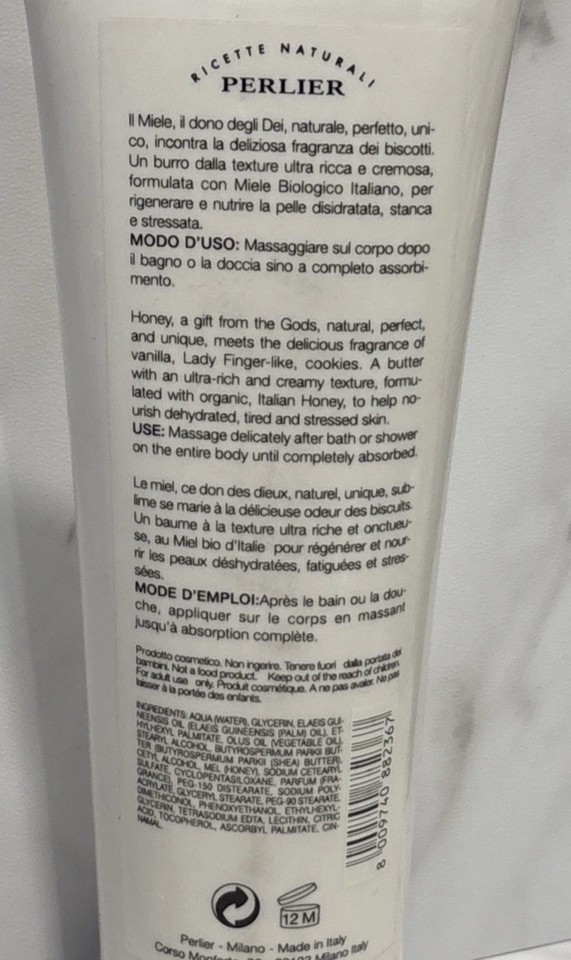 RICETTE NATURALI
PERLIER
Il Miele, il dono degli Dei, naturale, perfetto, uni-
co, incontra la deliziosa fragranza dei biscotti.
Un burro dalla texture ultra ricca e cremosa,
formulata con Miele Biologico Italiano, per
rigenerare e nutrire la pelle disidratata, stanca
e stressata.
MODO D'USO: Massaggiare sul corpo dopo
il bagno o la doccia sino a completo assorbi-
mento.
Honey, a gift from the Gods, natural, perfect,
and unique, meets the delicious fragrance of
vanilla, Lady Finger-like, cookies. A butter
with an ultra-rich and creamy texture, formu-
lated with organic, Italian Honey, to help no-
urish dehydrated, tired and stressed skin.
USE: Massage delicately after bath or shower
on the entire body until completely absorbed.
Le miel, ce don des dieux, naturel, unique, sub-
lime se marie à la délicieuse odeur des biscuits.
Un baume à la texture ultra riche et onctueu-
se, au Miel bio d'Italie pour régénérer et nour-
rir les peaux déshydratées, fatiguées et stres-
sées.
MODE D'EMPLOI:Après le bain ou la dou-
che, appliquer sur le corps en massant
jusqu'à absorption complète.
Prodotto cosmetico. Non ingerire. Tenere fuori dalla portata dei
bambini. Not a food product. Keep out of the reach of children.
For adult use only. Produit cosmétique. A ne pas avaler. Ne pas
laisser à la portée des enfants.
INGREDIENTS: AQUA (WATER), GLYCERIN, ELAEIS GUI-
NEENSIS OIL (ELAEIS GUINEENSIS (PALM) OIL), ET-
HYLHEXYL PALMITATE, OLUS OIL (VEGETABLE OIL),
STEARYL ALCOHOL, BUTYROSPERMUM PARKII BUT-
TER (BUTYROSPERMUM PARKII (SHEA) BUTTER),
CETYL ALCOHOL, MEL (HONEY), SODIUM CETEARYL
SULFATE, CYCLOPENTASILOXANE, PARFUM (FRA-
GRANCE), PEG-150 DISTEARATE, SODIUM POLY-
ACRYLATE, GLYCERYL STEARATE, PEG-90 STEARATE,
DIMETHICONOL, PHENOXYETHANOL, ETHYLHEXYL-
GLYCERIN, TETRASODIUM EDTA, LECITHIN, CITRIC
ACID, TOCOPHEROL, ASCORBYL PALMITATE, CIN-
NAMAL.
8 009740 882367
12 M
Perlier - Milano - Made in Italy
Corso Milano Italy